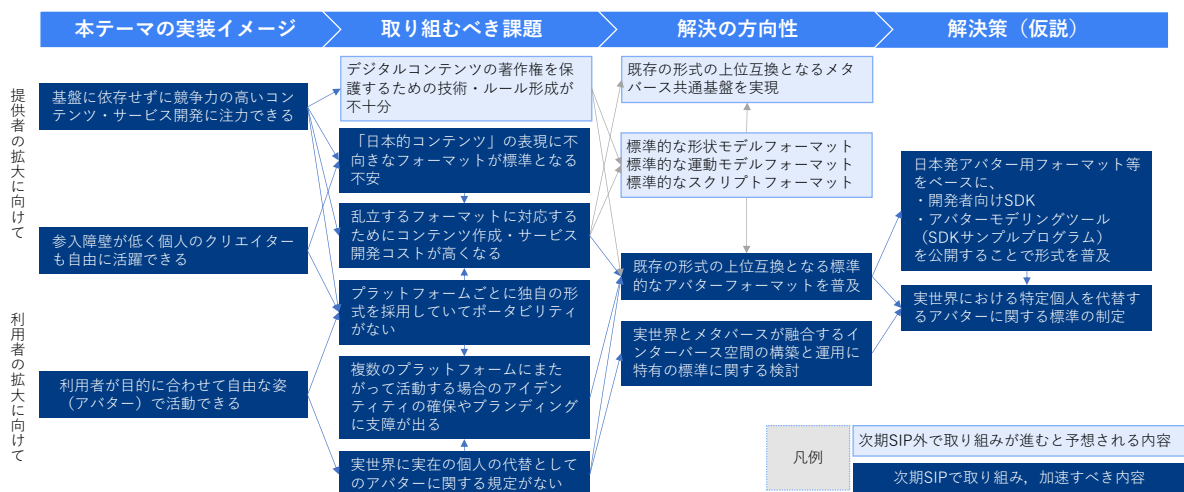 本テーマの実装イメージ
取り組むべき課題
解決の方向性
解決策（仮説）
提供者の拡大に向けて
基盤に依存せずに競争力の高いコン
テンツ・サービス開発に注力できる
参入障壁が低く個人のクリエイター
も自由に活躍できる
利用者の拡大に向けて
利用者が目的に合わせて自由な姿
（アバター）で活動できる
デジタルコンテンツの著作権を保
護するための技術・ルール形成が
不十分
「日本的コンテンツ」の表現に不
向きなフォーマットが標準となる
不安
乱立するフォーマットに対応する
ためにコンテンツ作成・サービス
開発コストが高くなる
プラットフォームごとに独自の形
式を採用していてポータビリティ
がない
複数のプラットフォームにまた
がって活動する場合のアイデン
ティティの確保やブランディング
に支障が出る
実世界に実在の個人の代替として
のアバターに関する規定がない
既存の形式の上位互換となるメタ
バース共通基盤を実現
標準的な形状モデルフォーマット
標準的な運動モデルフォーマット
標準的なスクリプトフォーマット
既存の形式の上位互換となる標準
的なアバターフォーマットを普及
実世界とメタバースが融合するイ
ンターバース空間の構築と運用に
特有の標準に関する検討
日本発アバター用フォーマット等
をベースに、
・開発者向けSDK
・アバターモデリングツール
（SDKサンプルプログラム）
を公開することで形式を普及
実世界における特定個人を代替す
るアバターに関する標準の制定
凡例
次期SIP外で取り組みが進むと予想される内容
次期SIPで取り組み，加速すべき内容